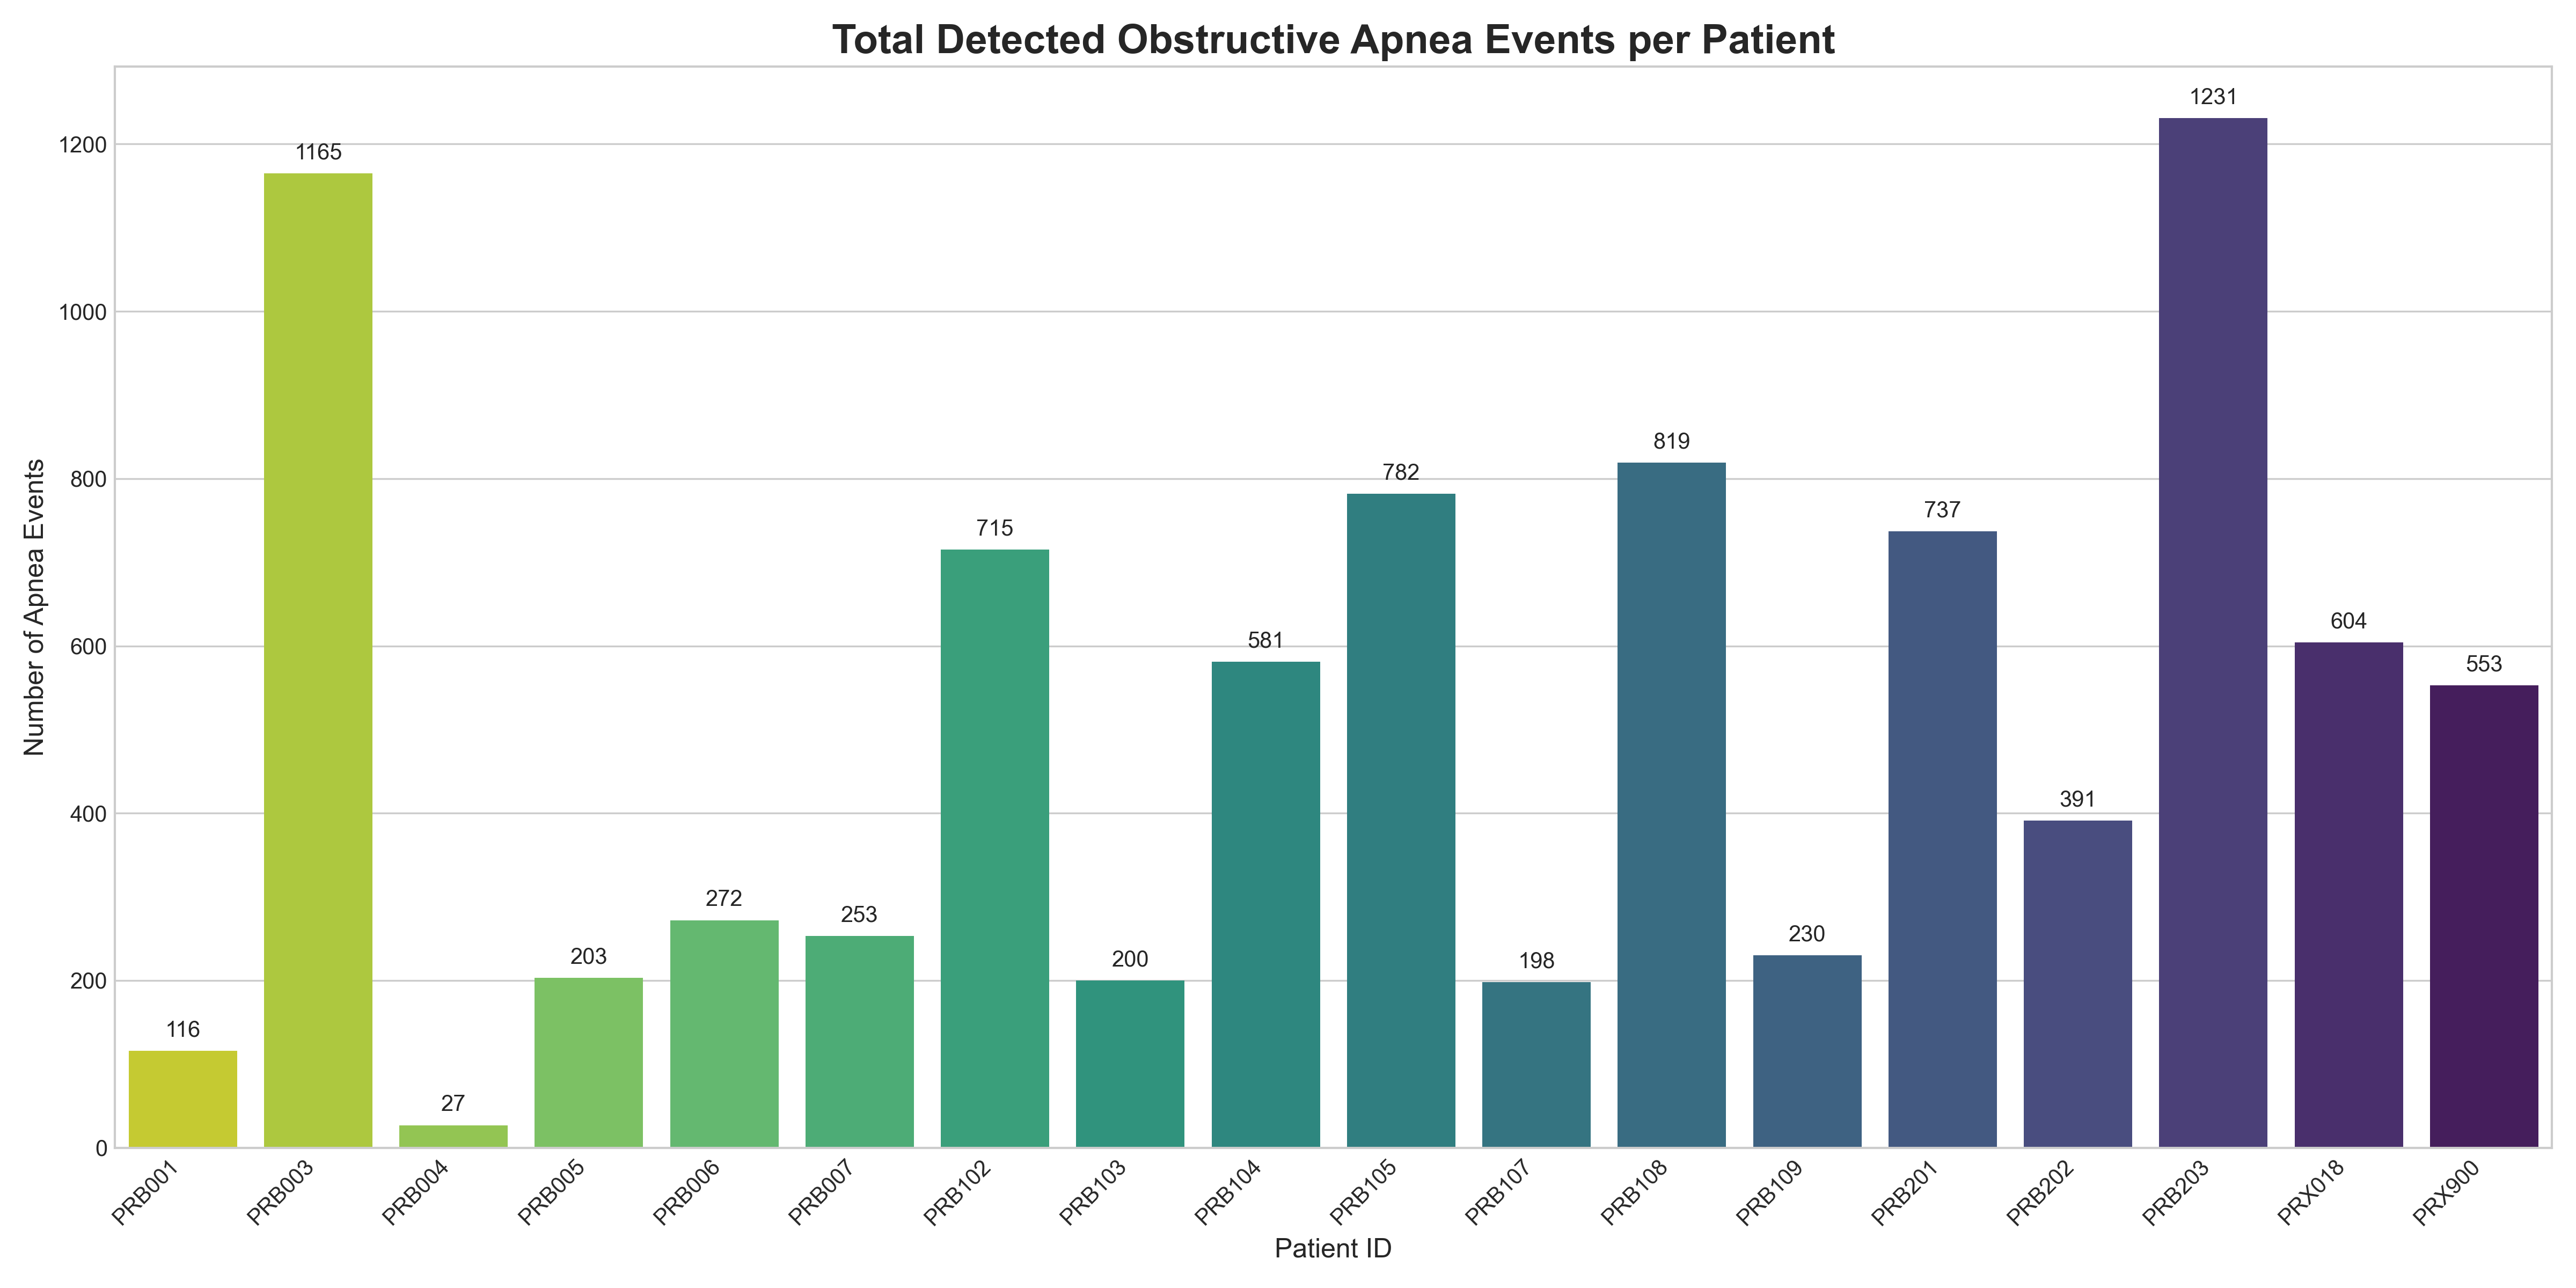 Total Detected Obstructive Apnea Events per Patient
Number of Apnea Events
1200
1000
800
600
400
200
0
116
1165
27
203
272
253
715
200
581
782
198
819
230
737
391
1231
604
553
PRB001
PRB003
PRB004
PRB005
PRB006
PRB007
PRB102
PRB103
PRB104
PRB105
PRB107
PRB108
PRB109
PRB201
PRB202
PRB203
PRX018
PRX900
Patient ID